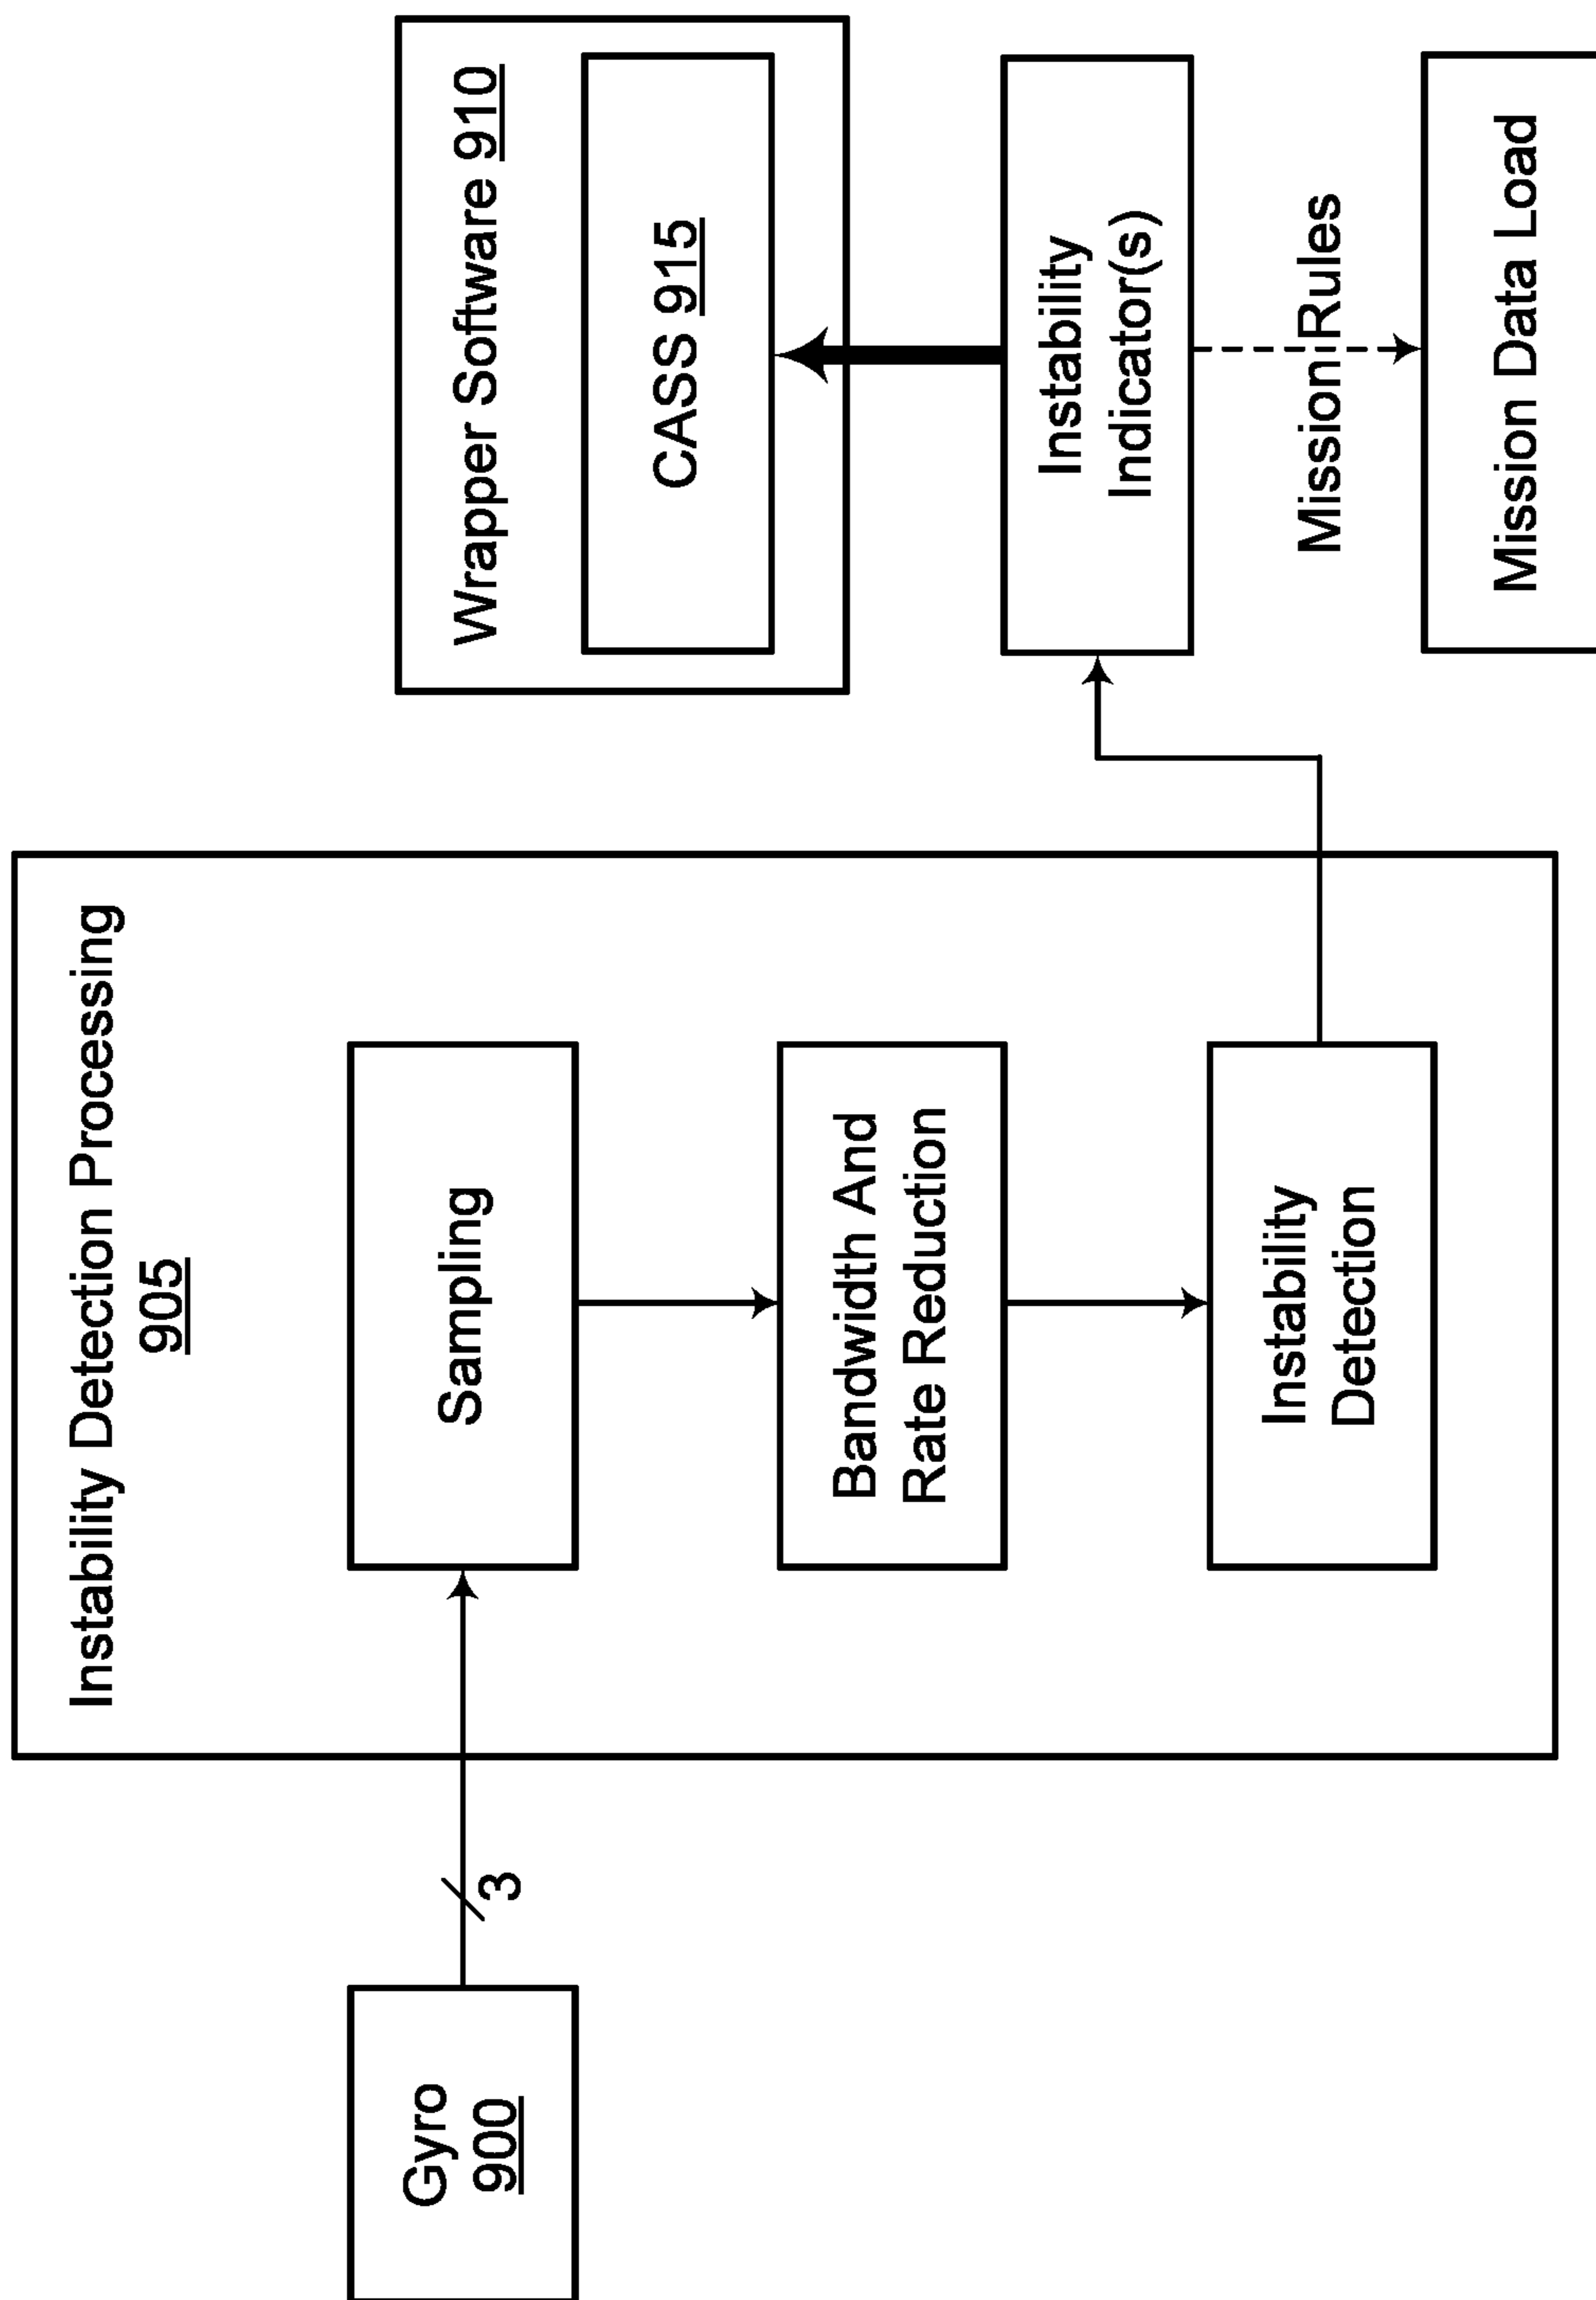 Gyro
900
3
Instability Detection Processing
905
Sampling
Bandwidth And
Rate Reduction
Instability
Detection
Wrapper Software 910
CASS 915
Instability
Indicator(s)
Mission Rules
Mission Data Load